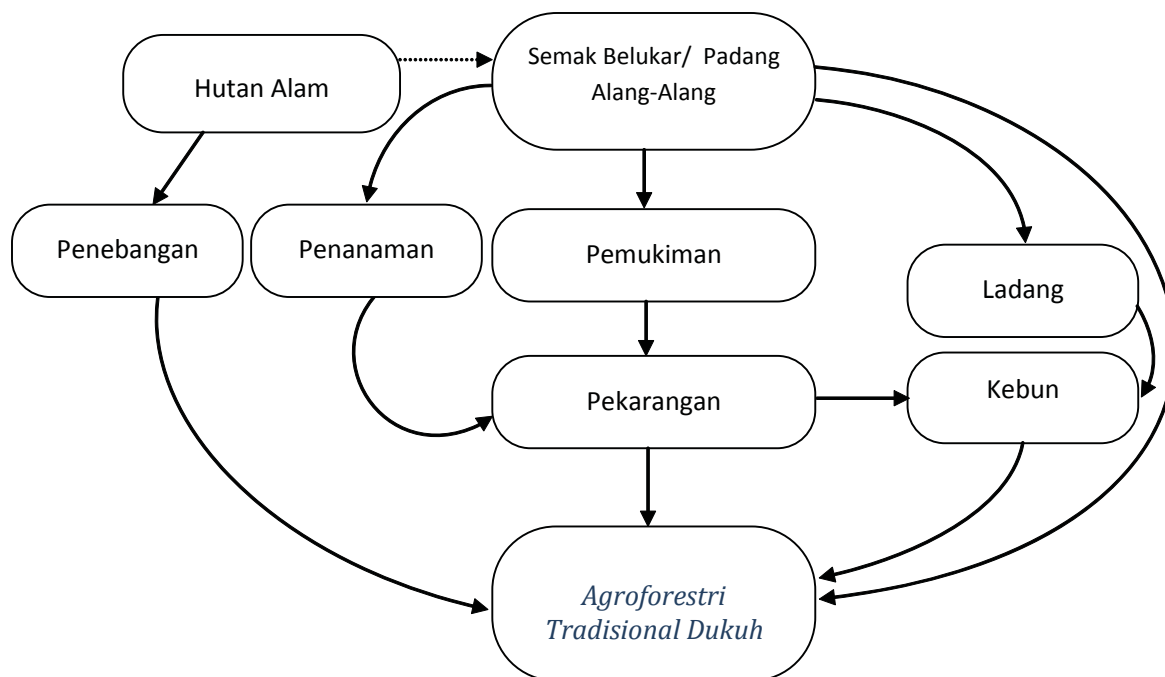 Hutan Alam
Semak Belukar/ Padang
Alang-Alang
Penebangan
Penanaman
Pemukiman
Ladang
Pekarangan
Kebun
Agroforestri
Tradisional Dukuh